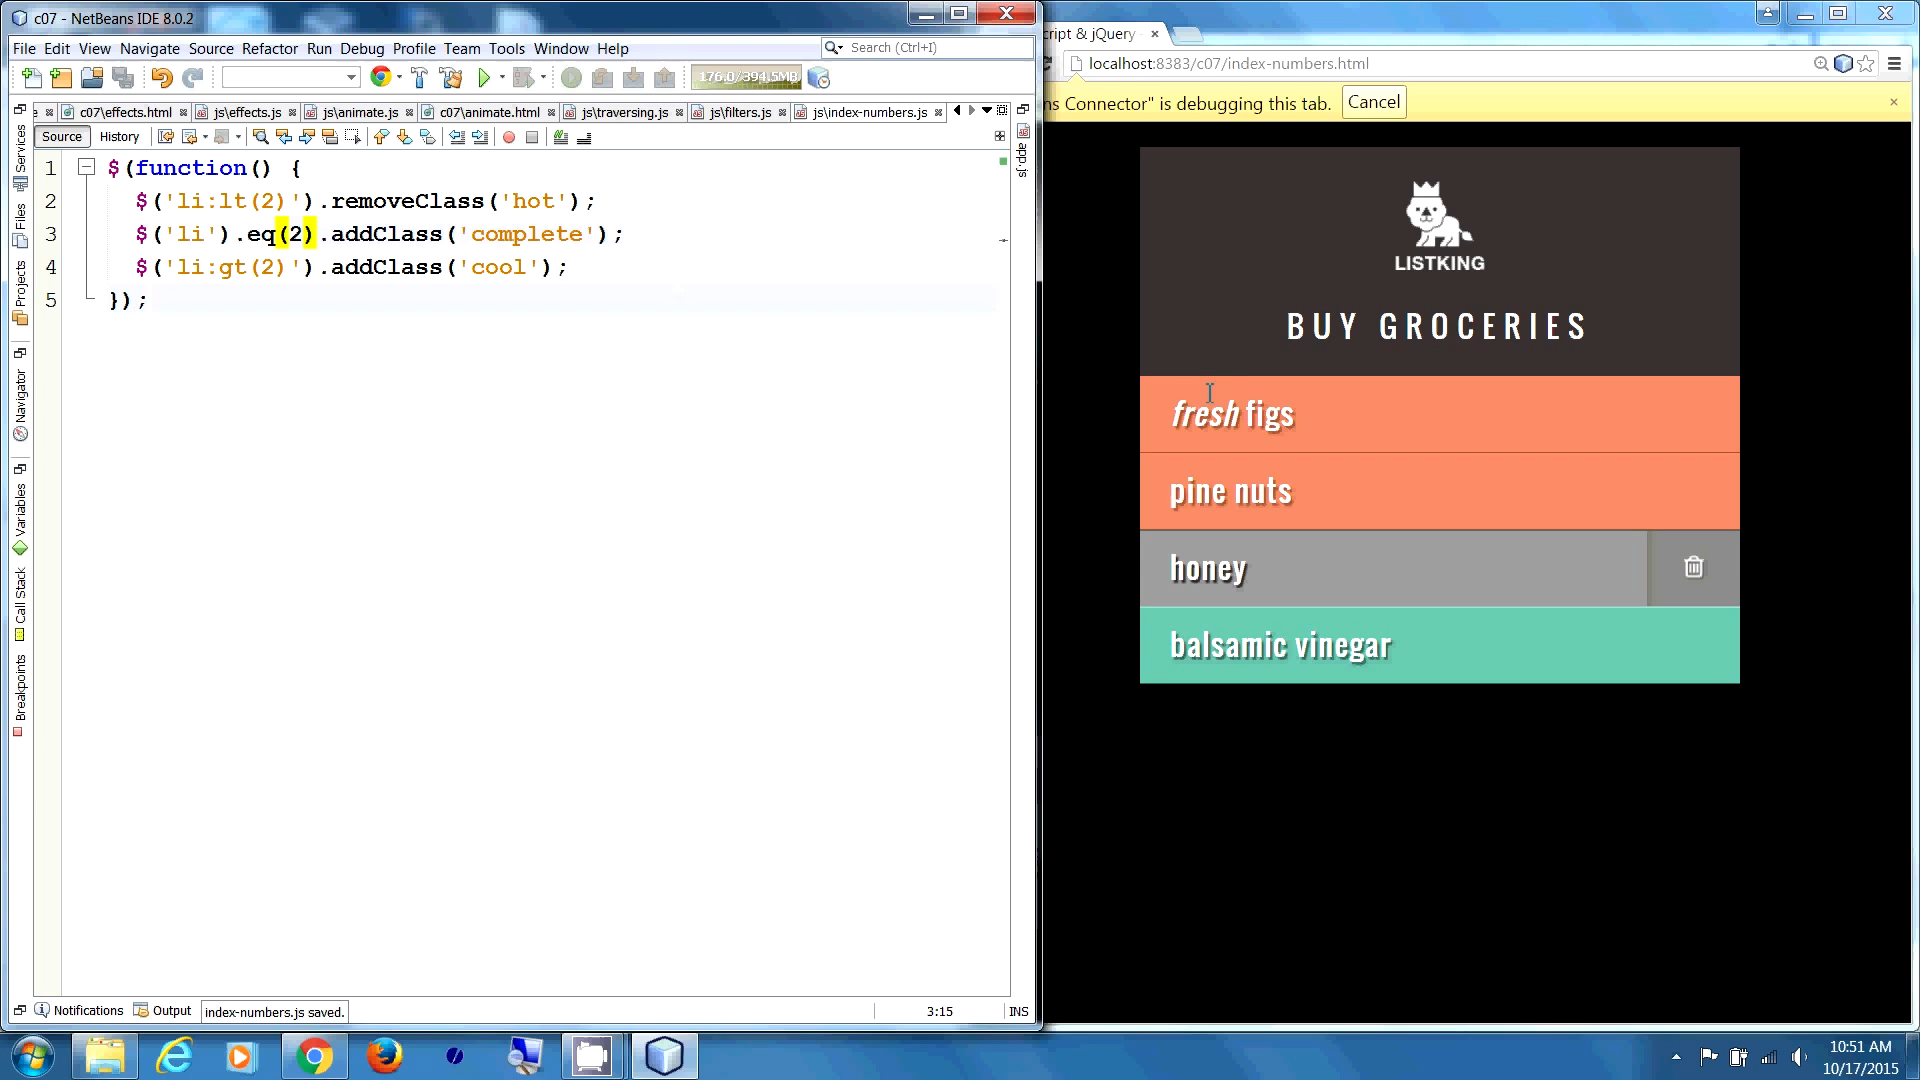 c07 - NetBeans IDE 8.0.2
File Edit View Navigate Source Refactor Run Debug Profile Team Tools Window Help
Search (Ctrl+I)
176.0/394.5MB
c07\effects.html js\effects.js js\animate.js c07\animate.html js\traversing.js js\filters.js js\index-numbers.js
Source History
1 $(function() {
2 $('li:lt(2)').removeClass('hot');
3 $('li').eq(2).addClass('complete');
4 $('li:gt(2)').addClass('cool');
5 });
Services
Files
Projects
Navigator
Variables
Call Stack
Breakpoints
app.js
Notifications Output index-numbers.js saved. 3:15 INS
cript & jQuery
localhost:8383/c07/index-numbers.html
ns Connector" is debugging this tab. Cancel
LISTKING
BUY GROCERIES
fresh figs
pine nuts
honey
balsamic vinegar
10:51 AM
10/17/2015